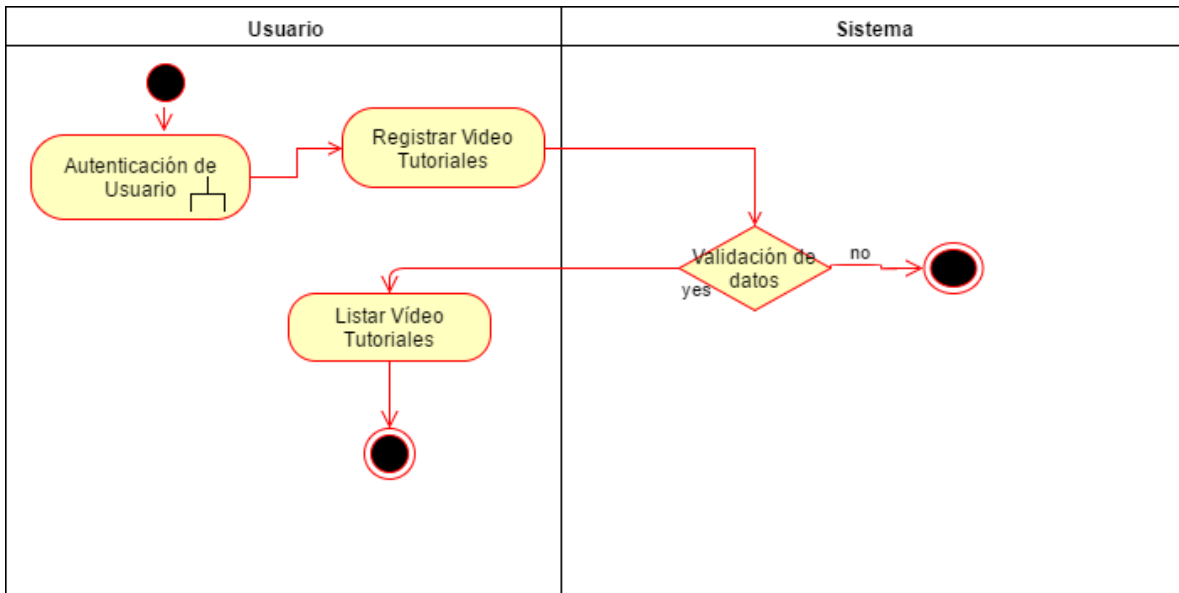 Usuario
Sistema
Autenticación de
Usuario
Registrar Video
Tutoriales
Validación de
datos
no
yes
Listar Vídeo
Tutoriales